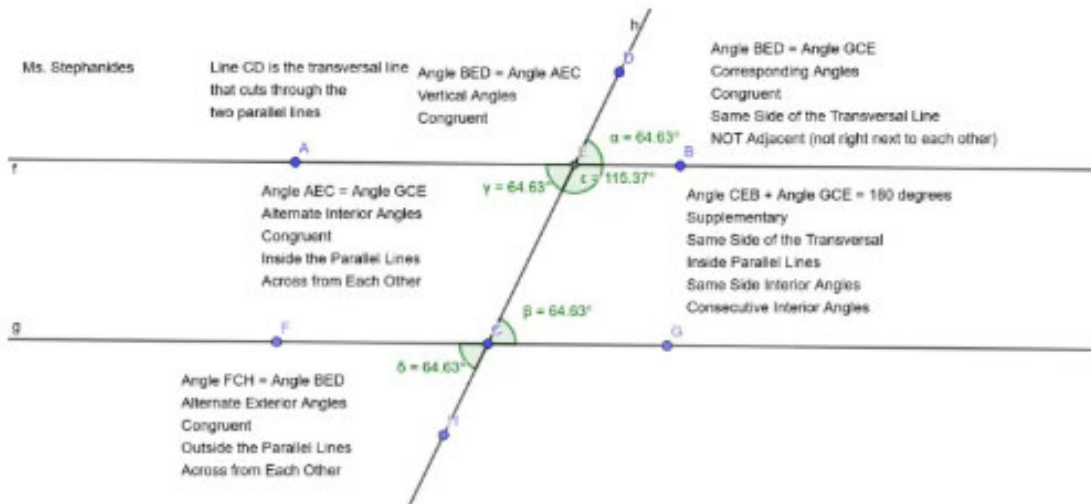 Ms. Stephanides
Line CD is the transversal line
that cuts through the
two parallel lines
Angle BED = Angle AEC
Vertical Angles
Congruent
h
D
Angle BED = Angle GCE
Corresponding Angles
Congruent
Same Side of the Transversal Line
NOT Adjacent (not right next to each other)
α = 64.63°
f
A
E
B
γ = 64.63°
ε = 115.37°
Angle AEC = Angle GCE
Alternate Interior Angles
Congruent
Inside the Parallel Lines
Across from Each Other
Angle CEB + Angle GCE = 180 degrees
Supplementary
Same Side of the Transversal
Inside Parallel Lines
Same Side Interior Angles
Consecutive Interior Angles
g
F
C
β = 64.63°
G
δ = 64.63°
Angle FCH = Angle BED
Alternate Exterior Angles
Congruent
Outside the Parallel Lines
Across from Each Other
H